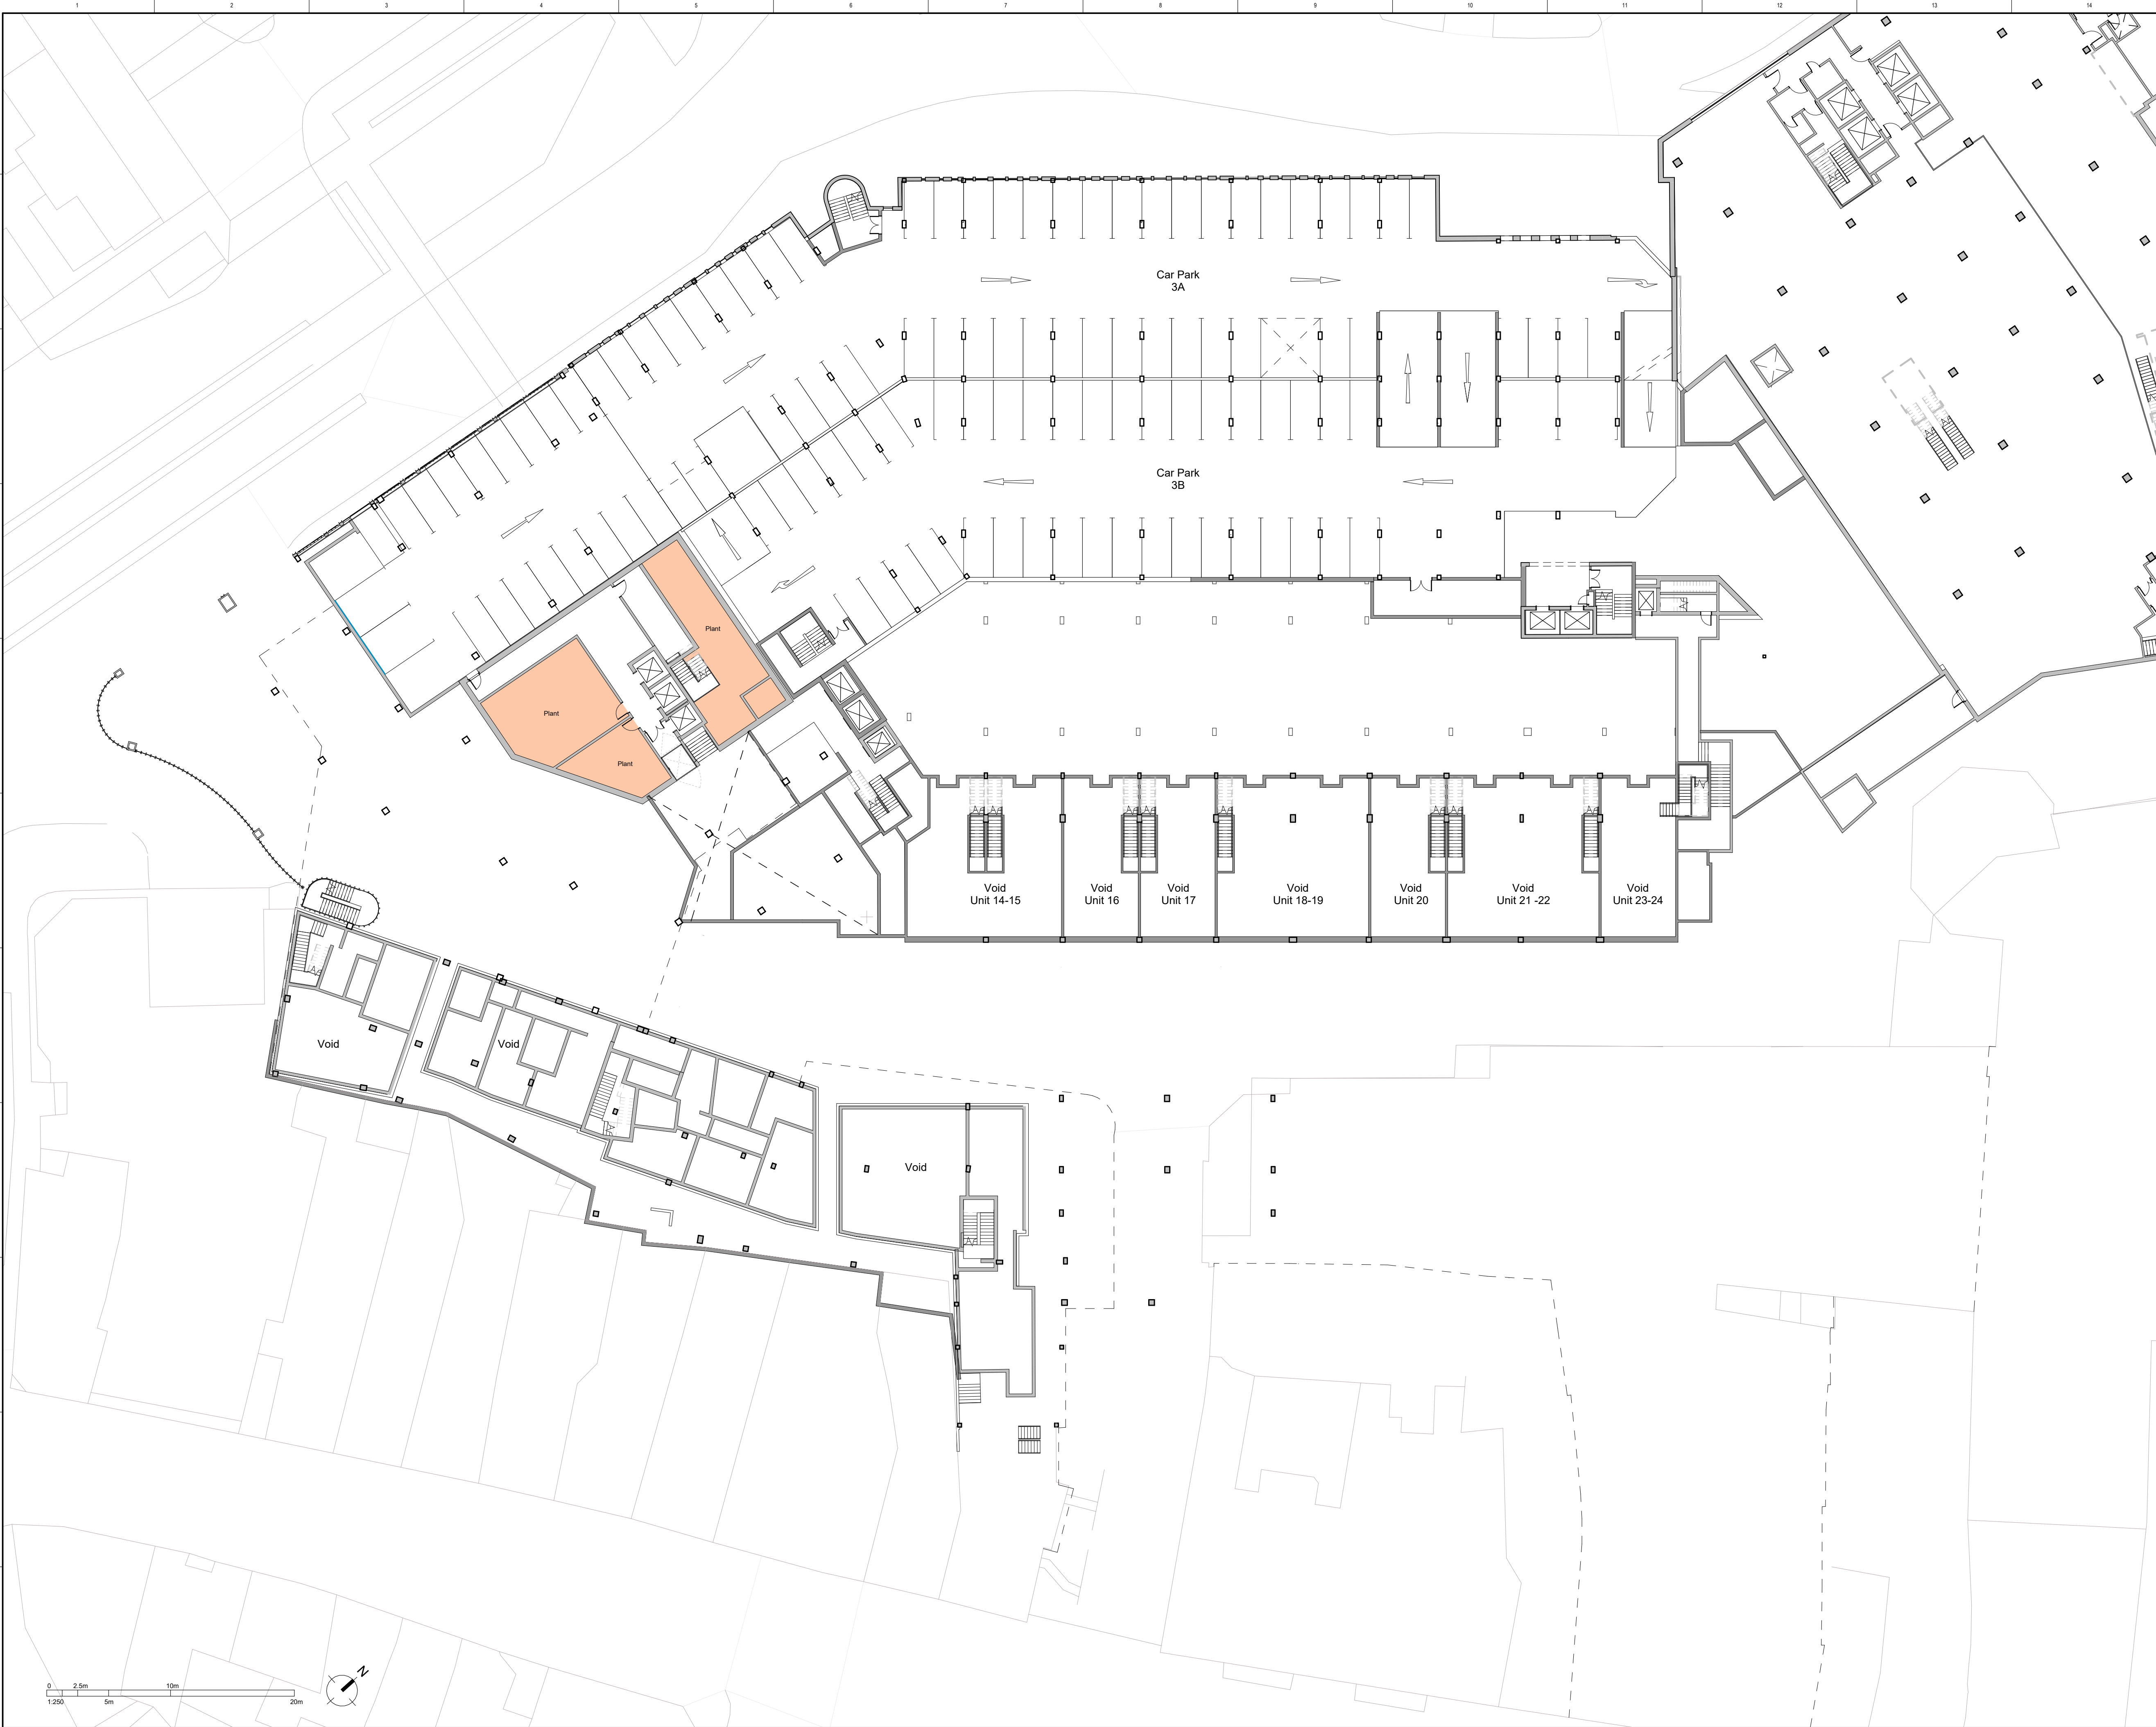 1 2 3 4 5 6 7 8 9 10 11 12 13 14
Car Park
3A
Car Park
3B
Plant
Plant
Plant
Void
Unit 14-15
Void
Unit 16
Void
Unit 17
Void
Unit 18-19
Void
Unit 20
Void
Unit 21 -22
Void
Unit 23-24
Void
Void
Void
N
0 2.5m 10m
1:250 5m 20m